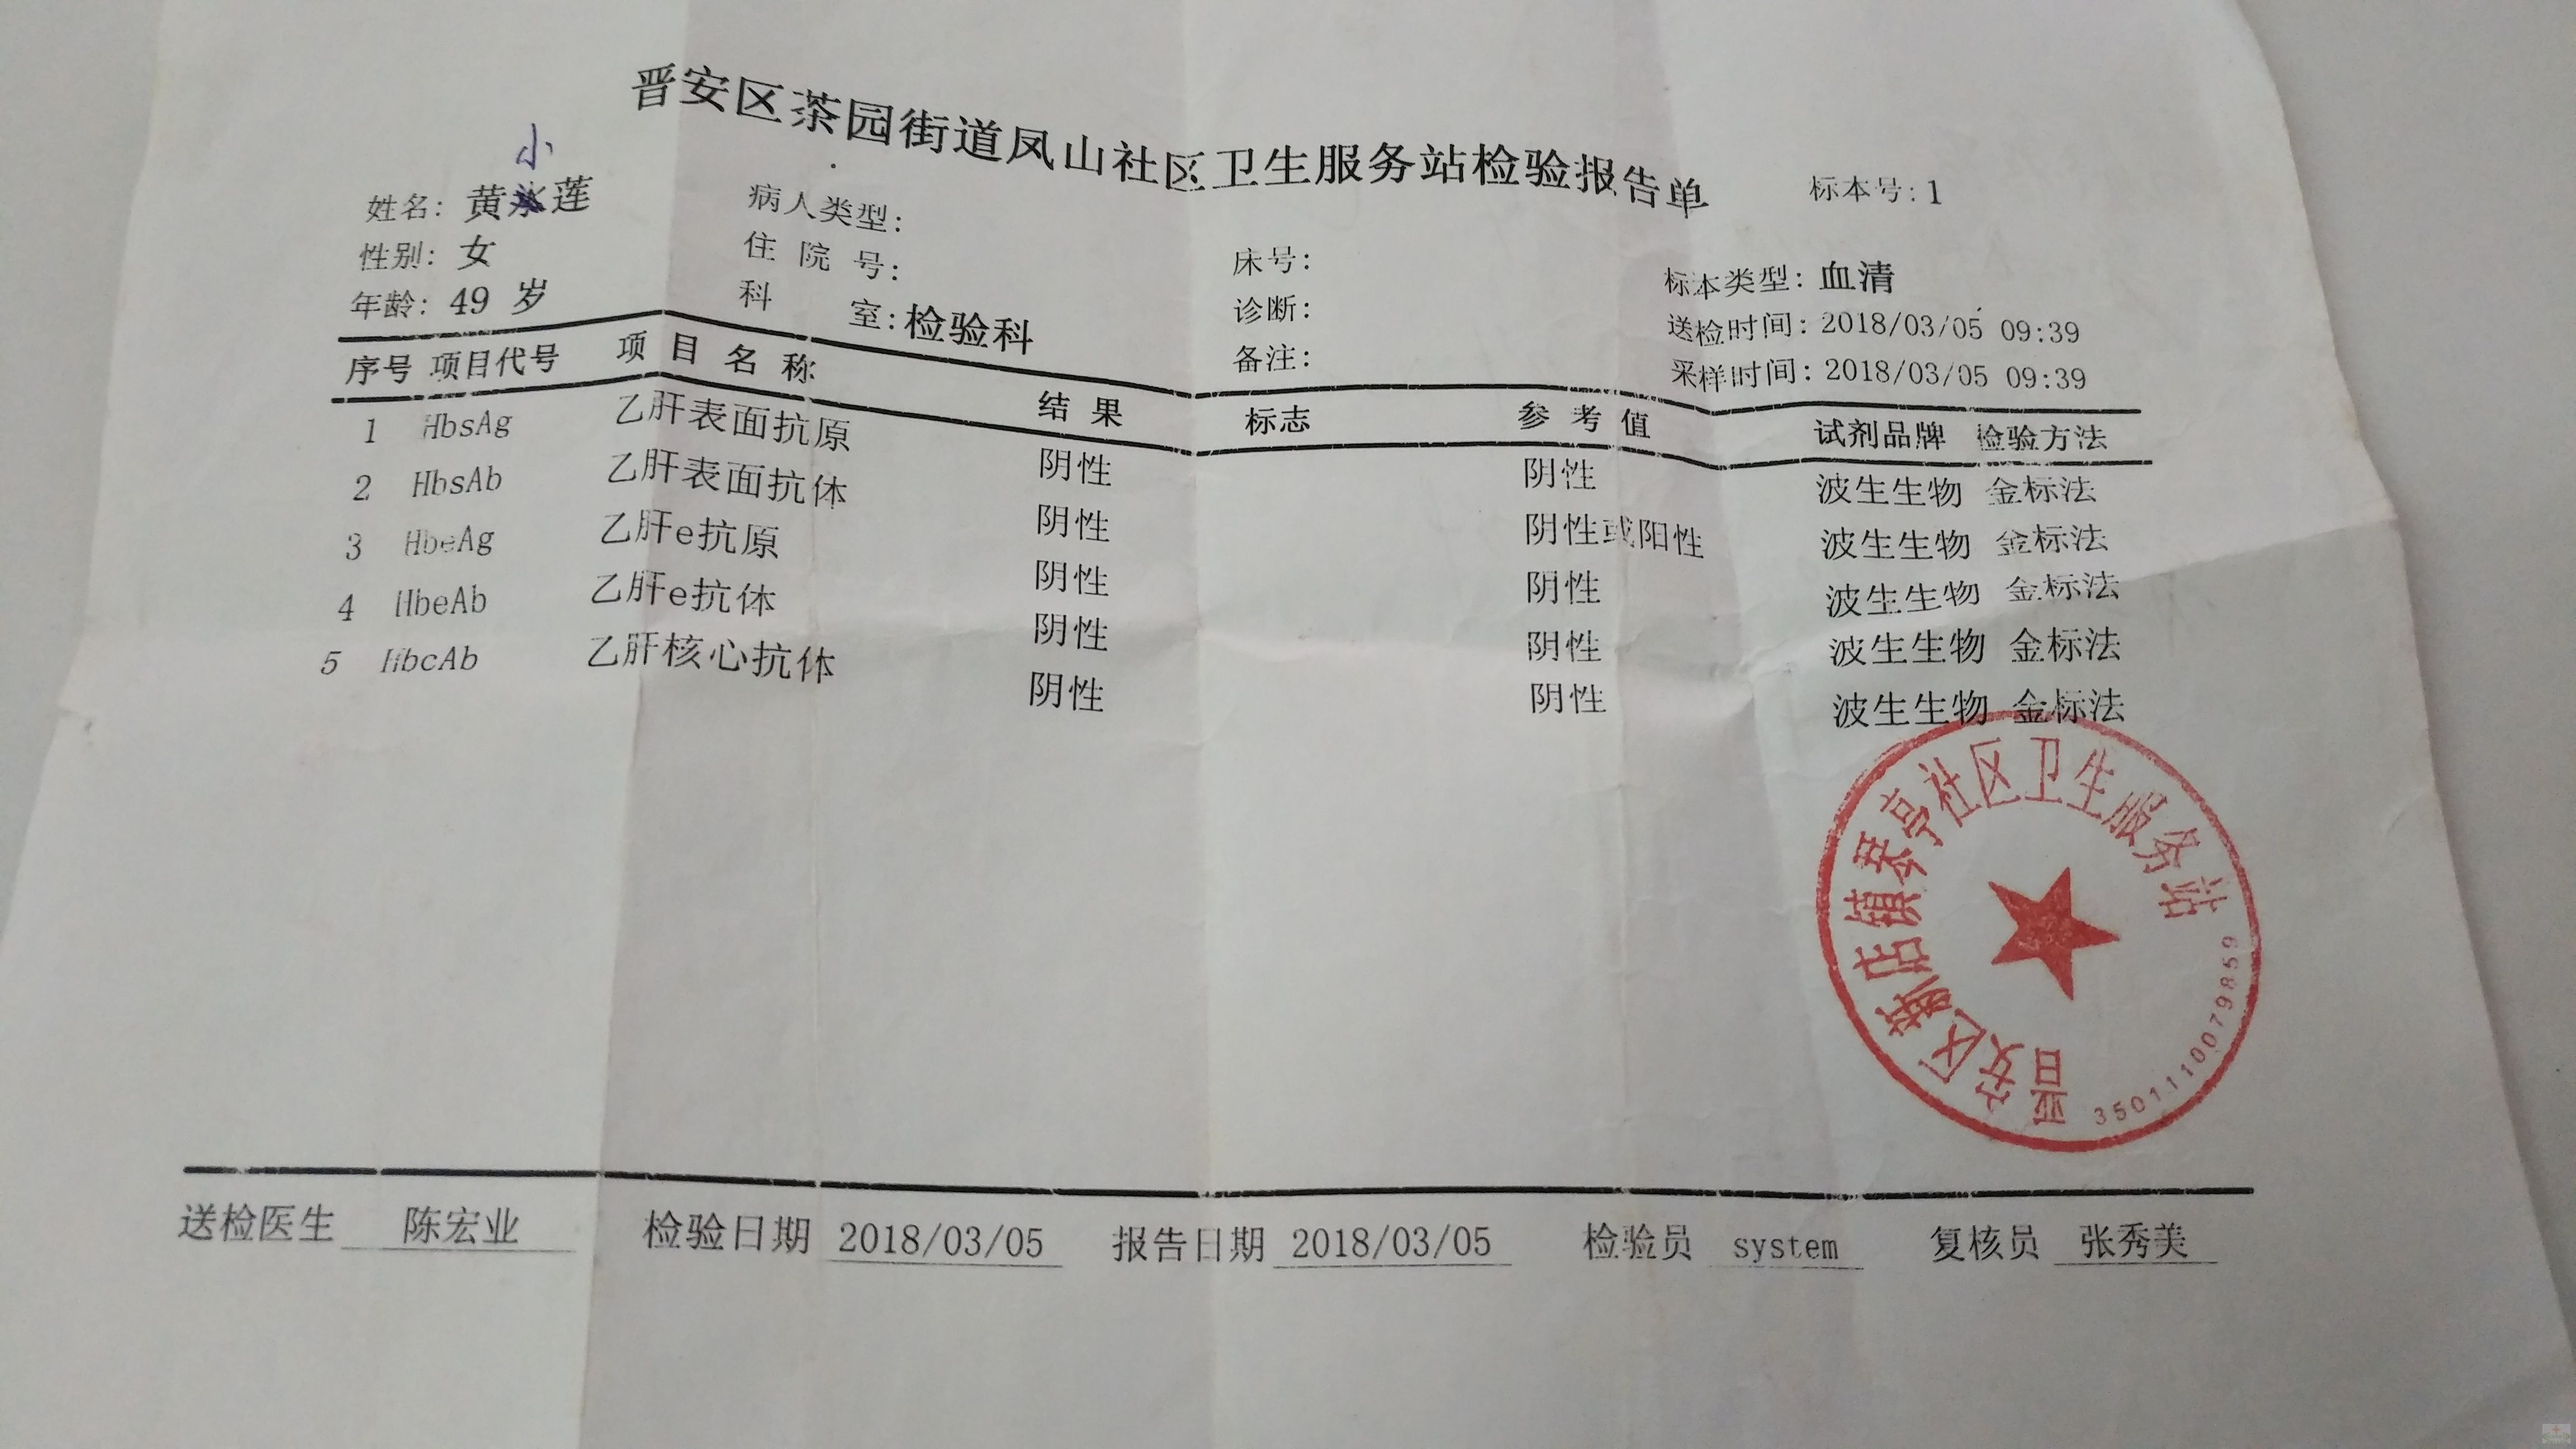 晋安区茶园街道凤山社区卫生服务站检验报告单
标本号:1
小
姓名: 黄莲 病人类型:
性别: 女 住院号: 床号: 标本类型: 血清
年龄: 49 岁 科室: 检验科 诊断: 送检时间: 2018/03/05 09:39
备注: 采样时间: 2018/03/05 09:39
序号 项目代号 项目名称 结果 标志 参考值 试剂品牌 检验方法
1 HbsAg 乙肝表面抗原 阴性 阴性 波生生物 金标法
2 HbsAb 乙肝表面抗体 阴性 阴性或阳性 波生生物 金标法
3 HbeAg 乙肝e抗原 阴性 阴性 波生生物 金标法
4 HbeAb 乙肝e抗体 阴性 阴性 波生生物 金标法
5 HbcAb 乙肝核心抗体 阴性 阴性 波生生物 金标法
晋安区新店镇琴亭社区卫生服务站
3501110079859
送检医生 陈宏业 检验日期 2018/03/05 报告日期 2018/03/05 检验员 system 复核员 张秀美